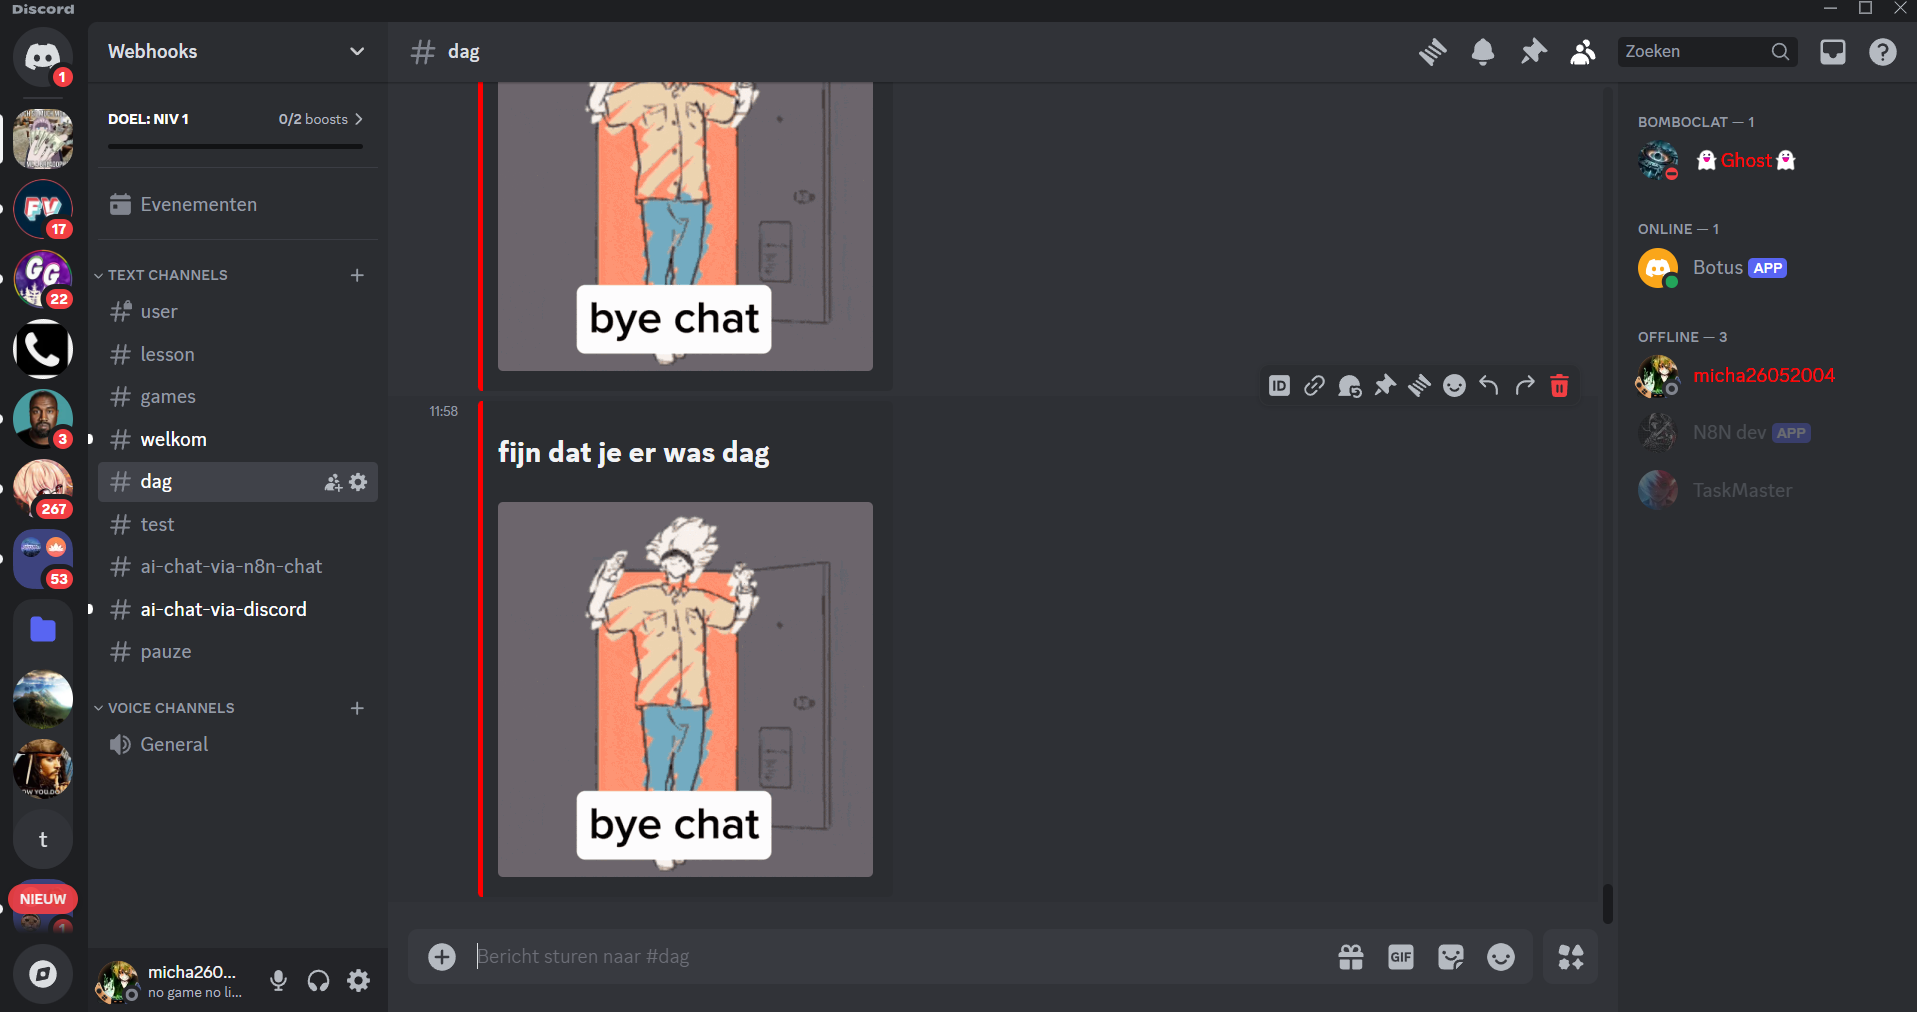 Discord
Webhooks
dag
Zoeken
1
DOEL: NIV 1
0/2 boosts
Evenementen
17
22
3
267
53
t
NIEUW
1
TEXT CHANNELS
user
lesson
games
welkom
dag
test
ai-chat-via-n8n-chat
ai-chat-via-discord
pauze
VOICE CHANNELS
General
micha260...
no game no li...
bye chat
ID
11:58
fijn dat je er was dag
bye chat
Bericht sturen naar #dag
GIF
BOMBOCLAT — 1
Ghost
ONLINE — 1
Botus APP
OFFLINE — 3
micha26052004
N8N dev APP
TaskMaster